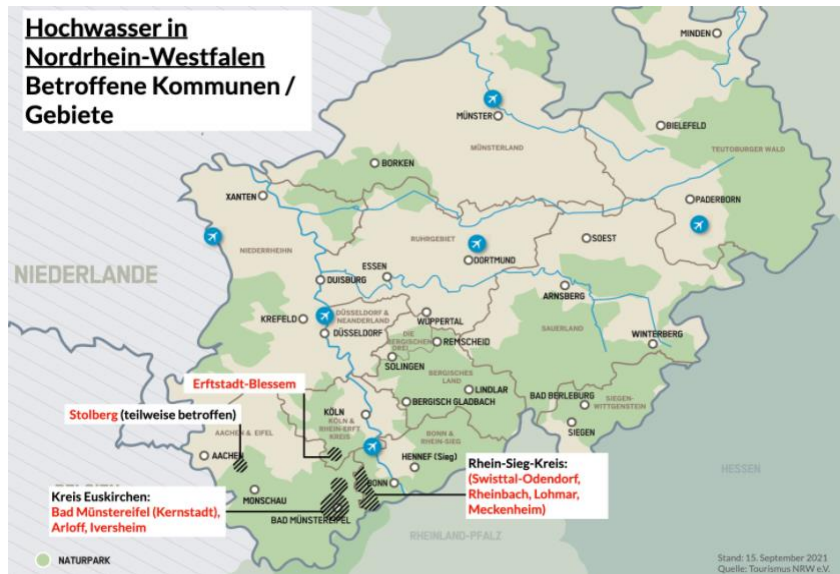 Hochwasser in
Nordrhein-Westfalen
Betroffene Kommunen /
Gebiete
MINDEN
MÜNSTER
BIELEFELD
MÜNSTERLAND
TEUTOBURGER WALD
BORKEN
XANTEN
PADERBORN
NIEDERRHEIHN
RUHRGEBIET
SOEST
DORTMUND
ESSEN
NIEDERLANDE
DUISBURG
ARNSBERG
KREFELD
DÜSSELDORF &
NEANDERLAND
WUPPERTAL
DÜSSELDORF
DIE
BERGISCHEN
DREI
REMSCHEID
SAUERLAND
WINTERBERG
SOLINGEN
BERGISCHES
LAND
Erftstadt-Blessem
LINDLAR
BAD BERLEBURG
SIEGEN-
WITTGENSTEIN
BERGISCH GLADBACH
Stolberg (teilweise betroffen)
KÖLN
KÖLN &
RHEIN-ERFT
KREIS
SIEGEN
AACHEN & EIFEL
BONN &
RHEIN-SIEG
AACHEN
HENNEF (Sieg)
HESSEN
Rhein-Sieg-Kreis:
(Swisttal-Odendorf,
Rheinbach, Lohmar,
Meckenheim)
BONN
MONSCHAU
Kreis Euskirchen:
Bad Münstereifel (Kernstadt),
Arloff, Iversheim
BAD MÜNSTEREIFEL
RHEINLAND-PFALZ
NATURPARK
Stand: 15. September 2021
Quelle: Tourismus NRW e.V.